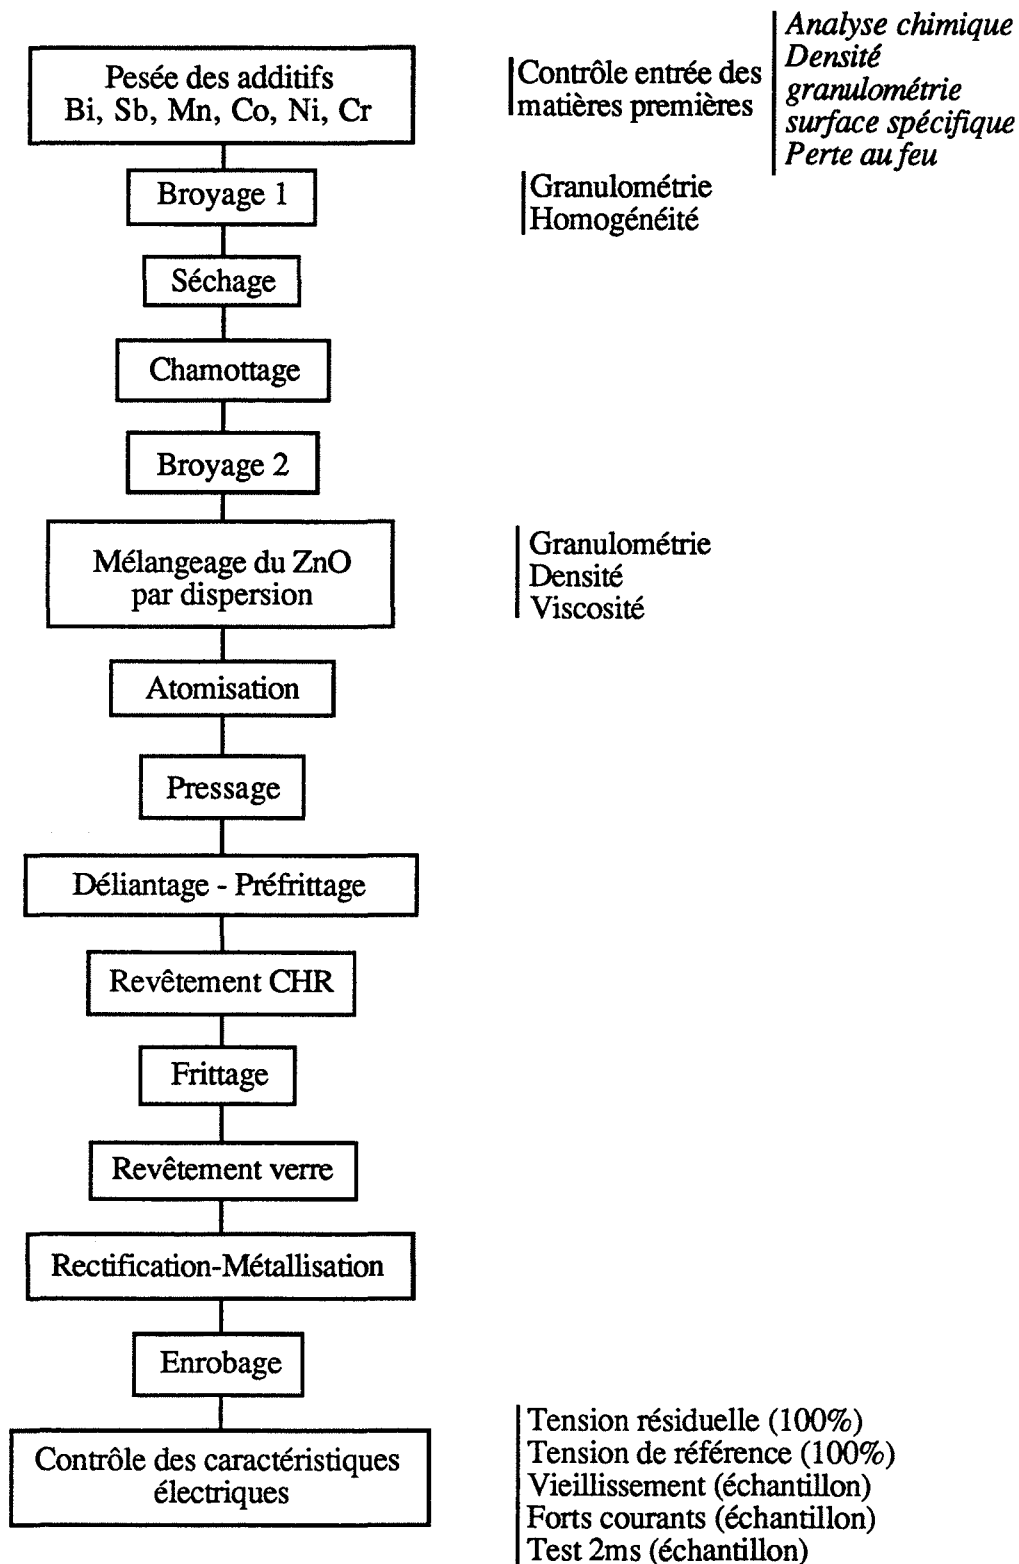 Pesée des additifs
Bi, Sb, Mn, Co, Ni, Cr
Contrôle entrée des
matières premières
Analyse chimique
Densité
granulométrie
surface spécifique
Perte au feu
Broyage 1
Granulométrie
Homogénéité
Séchage
Chamottage
Broyage 2
Mélangeage du ZnO
par dispersion
Granulométrie
Densité
Viscosité
Atomisation
Pressage
Déliantage - Préfrittage
Revêtement CHR
Frittage
Revêtement verre
Rectification-Métallisation
Enrobage
Contrôle des caractéristiques
électriques
Tension résiduelle (100%)
Tension de référence (100%)
Vieillissement (échantillon)
Forts courants (échantillon)
Test 2ms (échantillon)